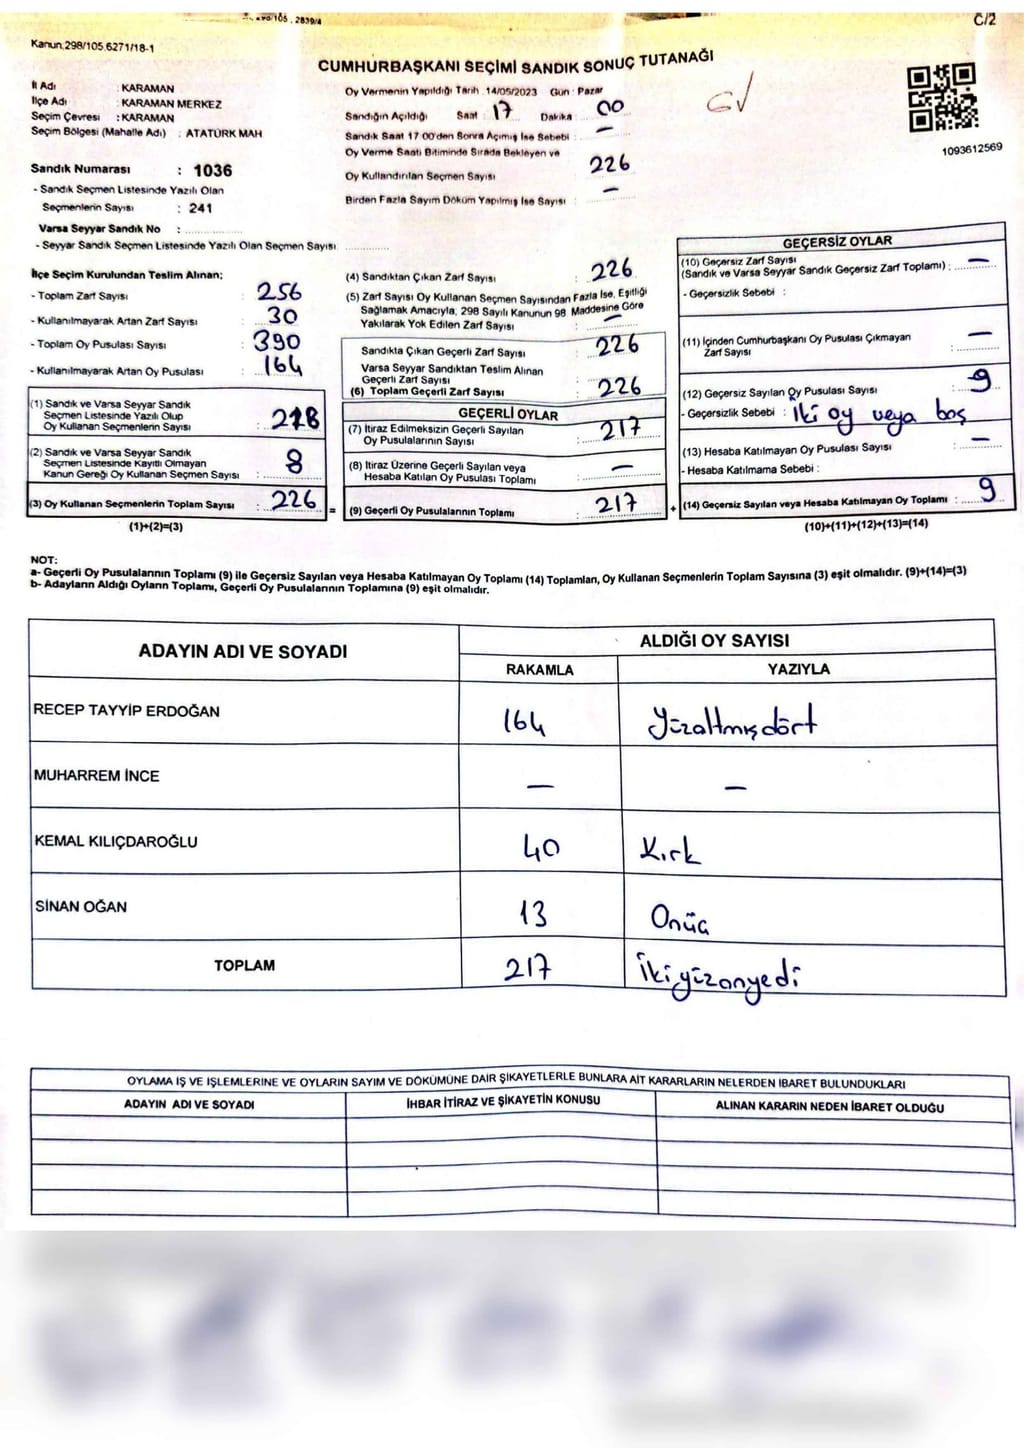 C/2
Kanun.298/105.6271/18-1
CUMHURBAŞKANI SEÇİMİ SANDIK SONUÇ TUTANAĞI
1093612569
İl Adı : KARAMAN
İlçe Adı : KARAMAN MERKEZ
Seçim Çevresi : KARAMAN
Seçim Bölgesi (Mahalle Adı) : ATATÜRK MAH
Sandık Numarası : 1036
- Sandık Seçmen Listesinde Yazılı Olan
Seçmenlerin Sayısı : 241
Varsa Seyyar Sandık No :
- Seyyar Sandık Seçmen Listesinde Yazılı Olan Seçmen Sayısı
Oy Vermenin Yapıldığı Tarih :14/05/2023 Gün : Pazar
Sandığın Açıldığı Saat : 17 Dakika : 00
Sandık Saat 17.00'den Sonra Açımış İse Sebebi : —
Oy Verme Saati Bitiminde Sırada Bekleyen ve
Oy Kullandırılan Seçmen Sayısı 226
Birden Fazla Sayım Döküm Yapılmış İse Sayısı : —
İlçe Seçim Kurulundan Teslim Alınan;
- Toplam Zarf Sayısı : 256
- Kullanılmayarak Artan Zarf Sayısı : 30
- Toplam Oy Pusulası Sayısı : 390
- Kullanılmayarak Artan Oy Pusulası : 164
(1) Sandık ve Varsa Seyyar Sandık
Seçmen Listesinde Yazılı Olup
Oy Kullanan Seçmenlerin Sayısı : 218
(2) Sandık ve Varsa Seyyar Sandık
Seçmen Listesinde Kayıtlı Olmayan
Kanun Gereği Oy Kullanan Seçmen Sayısı : 8
(3) Oy Kullanan Seçmenlerin Toplam Sayısı : 226 =
(1)+(2)=(3)
(4) Sandıktan Çıkan Zarf Sayısı : 226
(5) Zarf Sayısı Oy Kullanan Seçmen Sayısından Fazla İse, Eşitliği
Sağlamak Amacıyla; 298 Sayılı Kanunun 98 Maddesine Göre
Yakılarak Yok Edilen Zarf Sayısı : —
Sandıkta Çıkan Geçerli Zarf Sayısı : 226
Varsa Seyyar Sandıktan Teslim Alınan
Geçerli Zarf Sayısı
(6) Toplam Geçerli Zarf Sayısı : 226
GEÇERLİ OYLAR
(7) İtiraz Edilmeksizin Geçerli Sayılan
Oy Pusulalarının Sayısı : 217
(8) İtiraz Üzerine Geçerli Sayılan veya
Hesaba Katılan Oy Pusulası Toplamı : —
(9) Geçerli Oy Pusulalarının Toplamı : 217 +
GEÇERSİZ OYLAR
(10) Geçersiz Zarf Sayısı
(Sandık ve Varsa Seyyar Sandık Geçersiz Zarf Toplamı) : —
- Geçersizlik Sebebi :
(11) İçinden Cumhurbaşkanı Oy Pusulası Çıkmayan
Zarf Sayısı : —
(12) Geçersiz Sayılan Oy Pusulası Sayısı : 9
- Geçersizlik Sebebi : İki oy veya boş
(13) Hesaba Katılmayan Oy Pusulası Sayısı : —
- Hesaba Katılmama Sebebi :
(14) Geçersiz Sayılan veya Hesaba Katılmayan Oy Toplamı : 9
(10)+(11)+(12)+(13)=(14)
NOT:
a- Geçerli Oy Pusulalarının Toplamı (9) ile Geçersiz Sayılan veya Hesaba Katılmayan Oy Toplamı (14) Toplamları, Oy Kullanan Seçmenlerin Toplam Sayısına (3) eşit olmalıdır. (9)+(14)=(3)
b- Adayların Aldığı Oyların Toplamı, Geçerli Oy Pusulalarının Toplamına (9) eşit olmalıdır.
ADAYIN ADI VE SOYADI
ALDIĞI OY SAYISI
RAKAMLA YAZIYLA
RECEP TAYYİP ERDOĞAN 164 Yüzaltmışdört
MUHARREM İNCE — —
KEMAL KILIÇDAROĞLU 40 Kırk
SİNAN OĞAN 13 Onüç
TOPLAM 217 İkiyüzonyedi
OYLAMA İŞ VE İŞLEMLERİNE VE OYLARIN SAYIM VE DÖKÜMÜNE DAİR ŞİKAYETLERLE BUNLARA AİT KARARLARIN NELERDEN İBARET BULUNDUKLARI
ADAYIN ADI VE SOYADI İHBAR İTİRAZ VE ŞİKAYETİN KONUSU ALINAN KARARIN NEDEN İBARET OLDUĞU